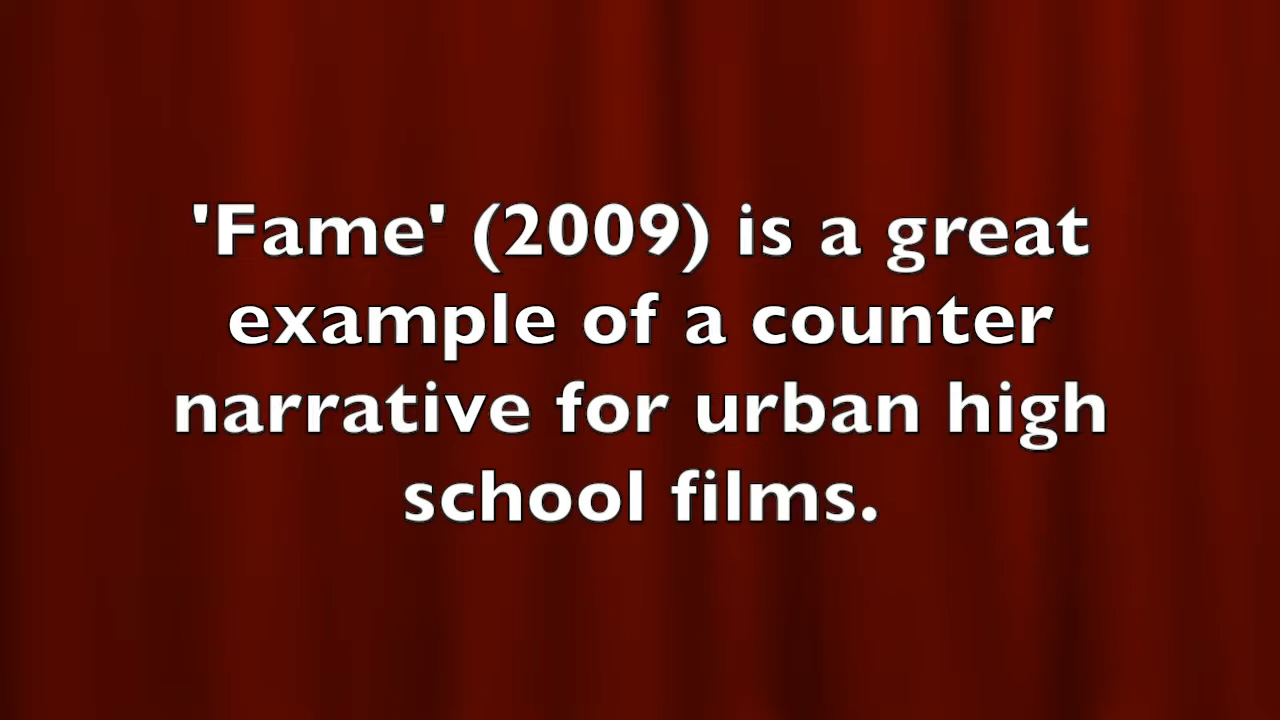 'Fame' (2009) is a great
example of a counter
narrative for urban high
school films.